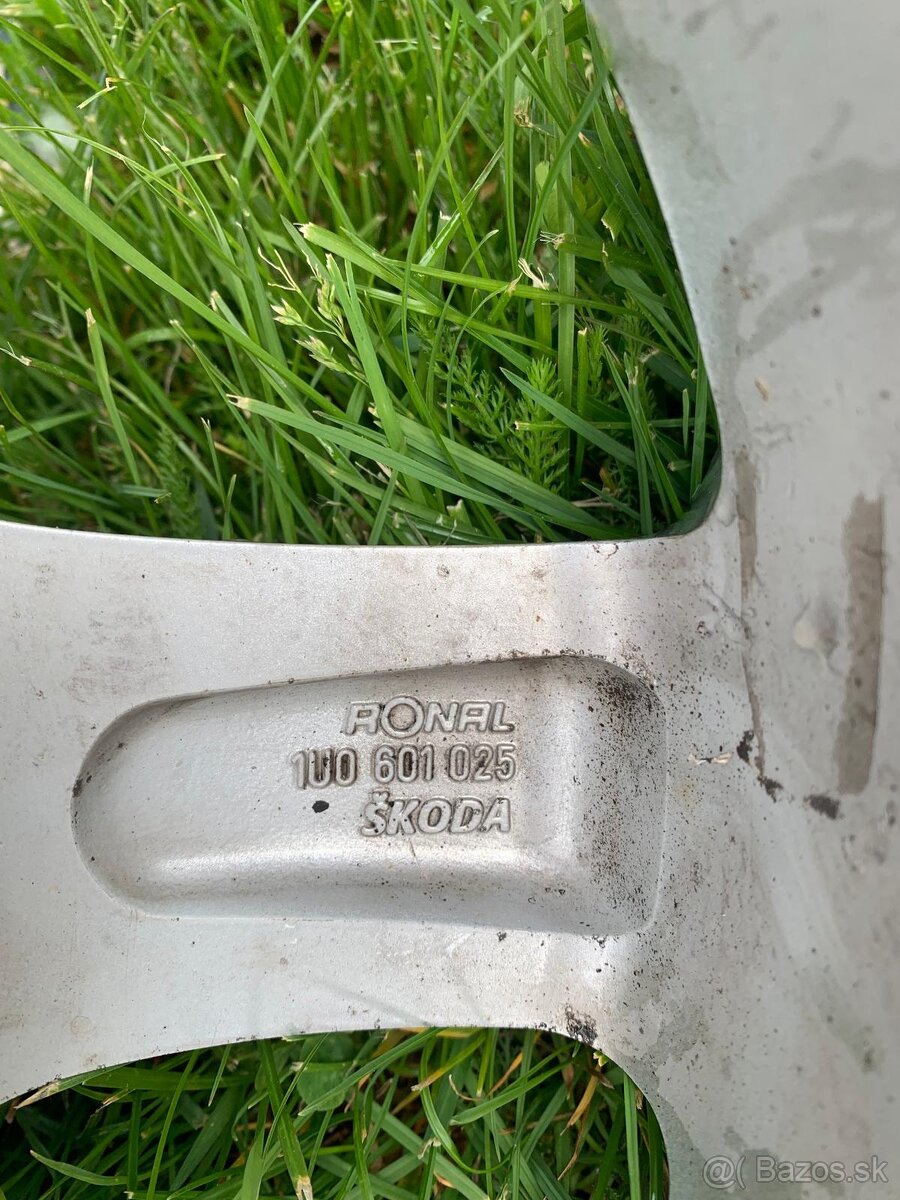 RONAL
1U0 601 025
ŠKODA
@( Bazos.sk